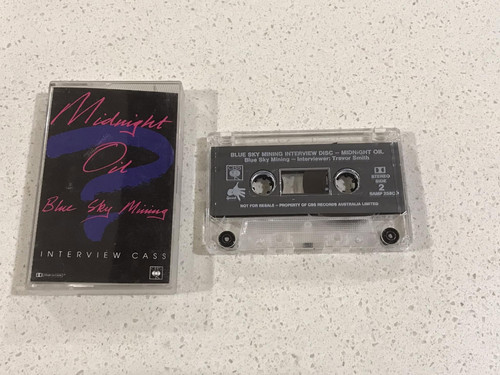 Midnight
Oil
Blue Sky Mining
INTERVIEW CASS
BLUE SKY MINING INTERVIEW DISC – MIDNIGHT OIL
Blue Sky Mining – Interviewer: Trevor Smith
STEREO
SIDE
2
NOT FOR RESALE – PROPERTY OF CBS RECORDS AUSTRALIA LIMITED